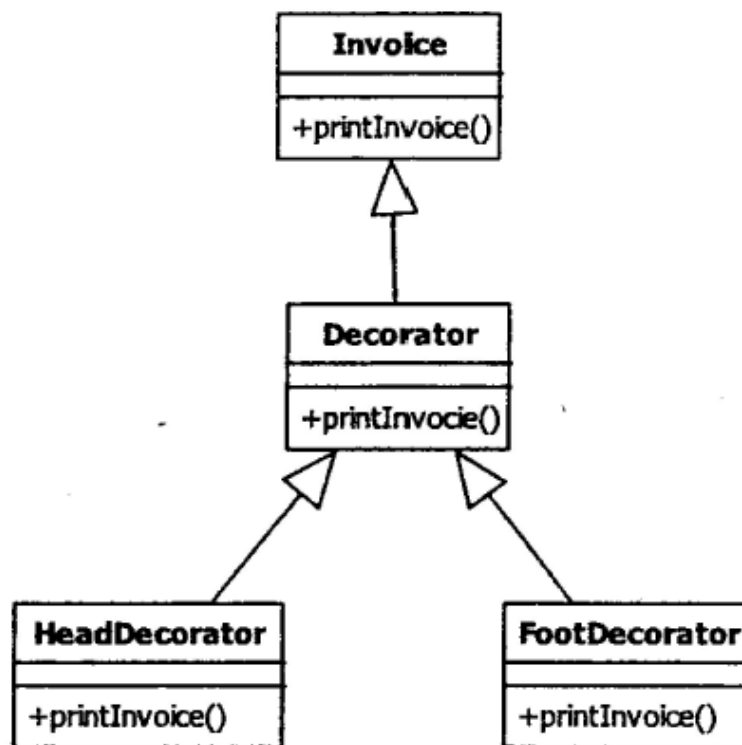 Invoice
+printInvoice()
Decorator
+printInvocie()
HeadDecorator
FootDecorator
+printInvoice()
+printInvoice()